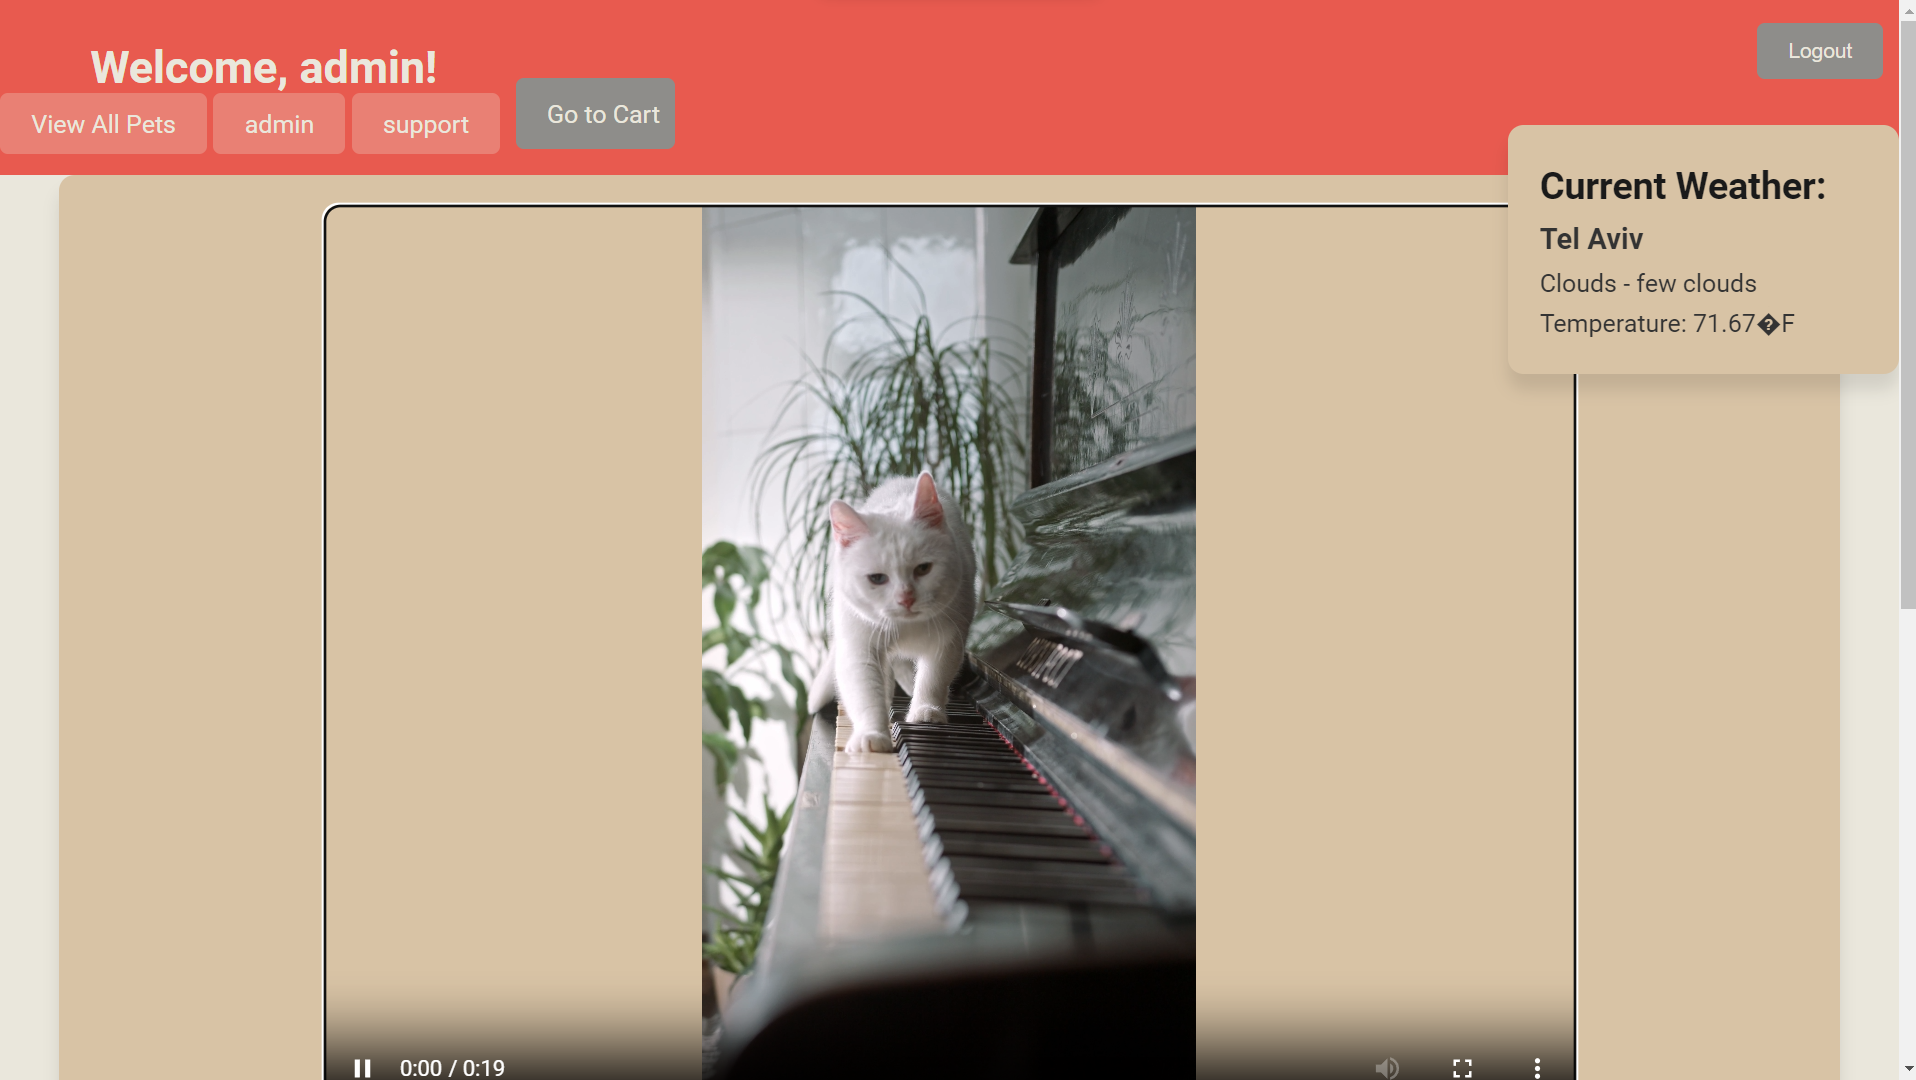 Welcome, admin!
Logout
View All Pets
admin
support
Go to Cart
Current Weather:
Tel Aviv
Clouds - few clouds
Temperature: 71.67�F
0:00 / 0:19